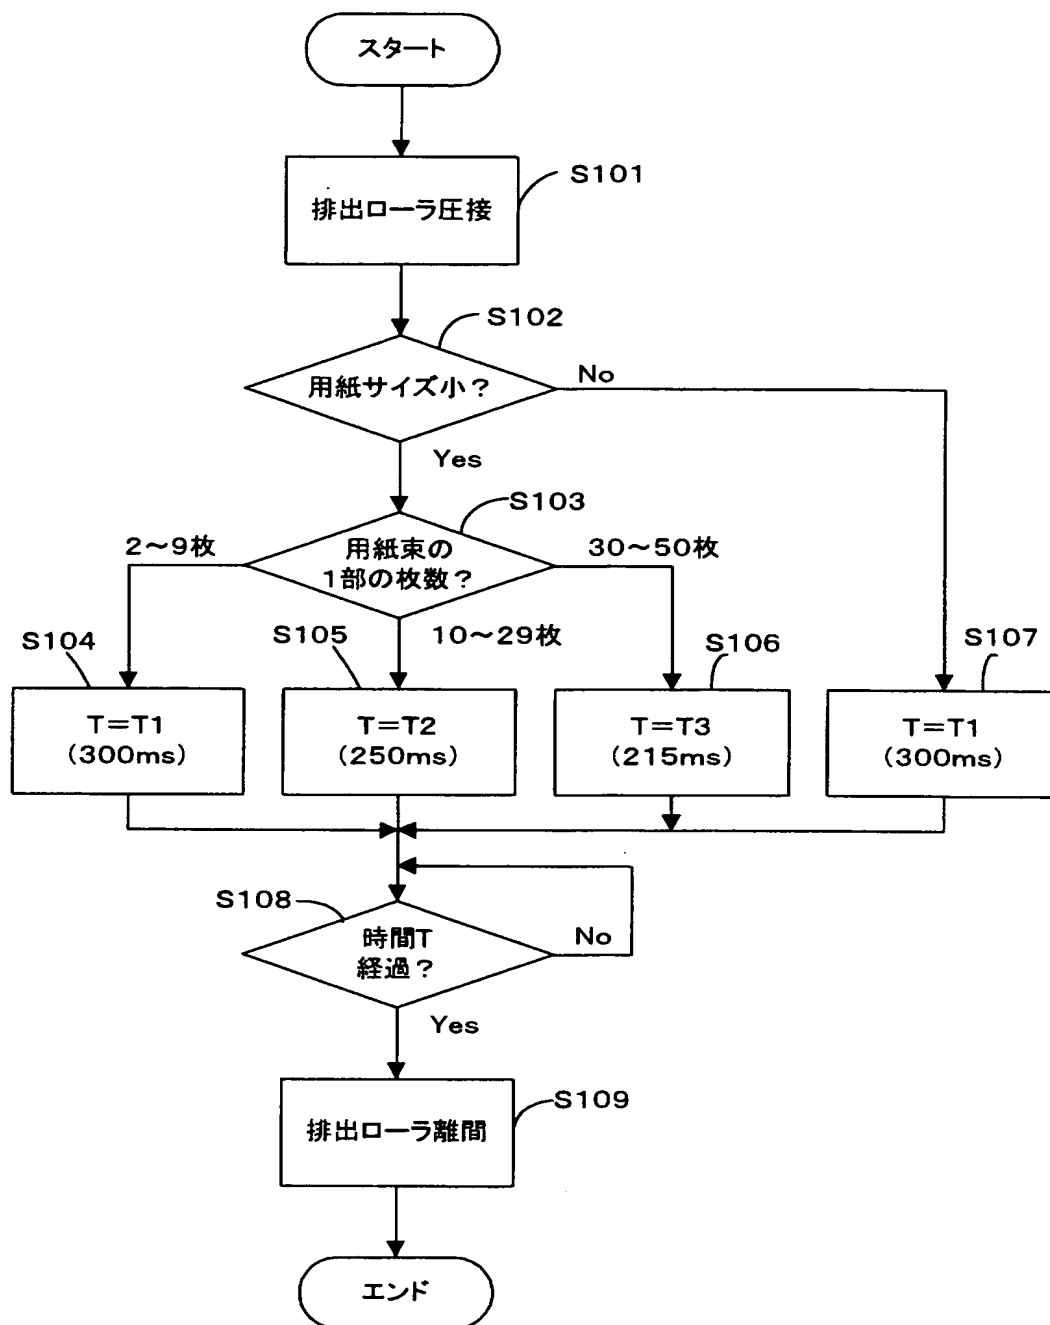 スタート
S101
排出ローラ圧接
S102
用紙サイズ小?
No
Yes
S103
用紙束の
1部の枚数?
2～9枚
30～50枚
10～29枚
S104
S105
S106
S107
T=T1
(300ms)
T=T2
(250ms)
T=T3
(215ms)
T=T1
(300ms)
S108
時間T
経過?
No
Yes
S109
排出ローラ離間
エンド